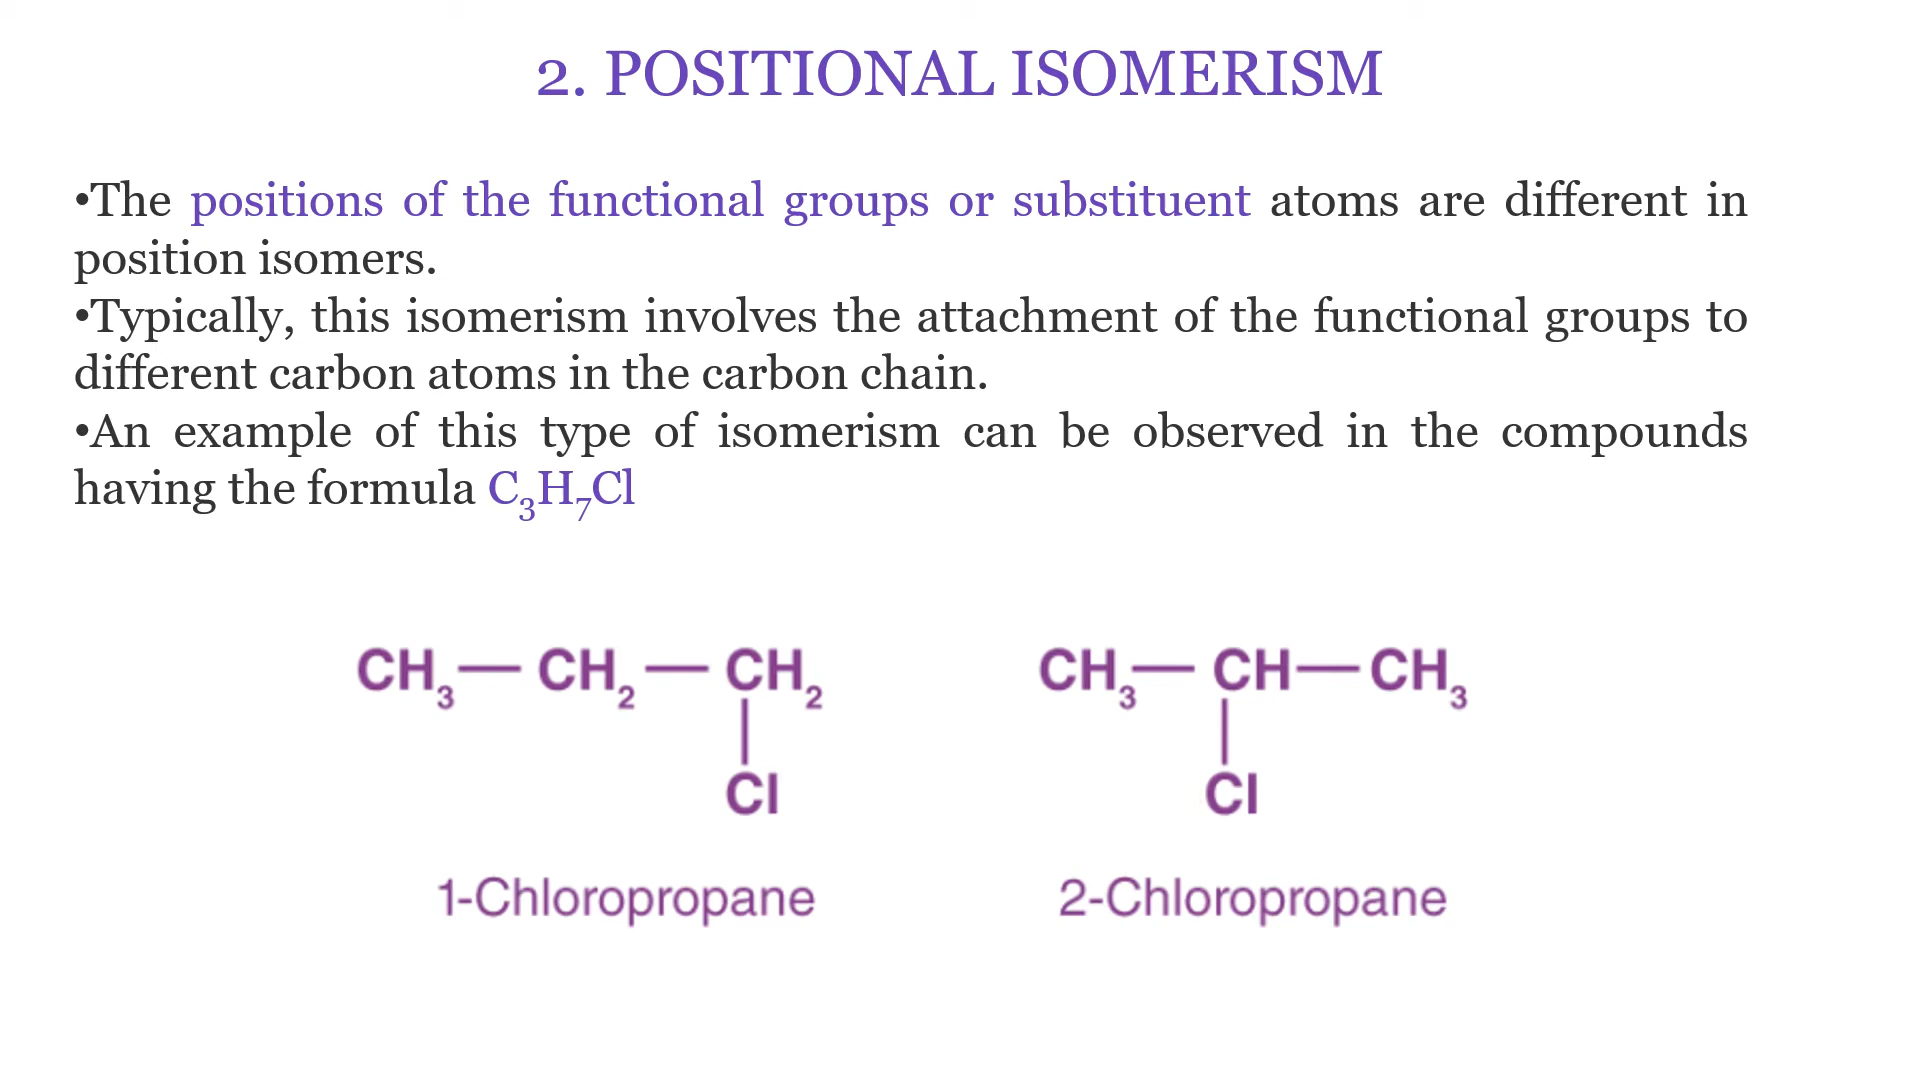 2. POSITIONAL ISOMERISM
•The positions of the functional groups or substituent atoms are different in
position isomers.
•Typically, this isomerism involves the attachment of the functional groups to
different carbon atoms in the carbon chain.
•An example of this type of isomerism can be observed in the compounds
having the formula C₃H₇Cl
CH₃— CH₂— CH₂
Cl
1-Chloropropane
CH₃— CH—CH₃
Cl
2-Chloropropane